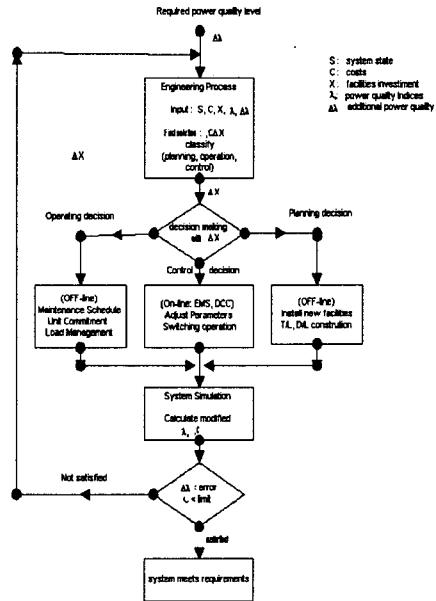 Required power quality level
Δλ
S : system state
C : costs
X : facilities investment
λ : power quality indices
Δλ additional power quality
Engineering Process
Input : S, C, X, λ, Δλ
: , CΔX
classify
(planning, operation,
control)
ΔX
ΔX
Operating decision
Planning decision
decision making
ΔX
Control decision
(OFF-line)
Maintenance Schedule
Unit Commitment
Load Management
(On-line: EMS, DCC)
Adjust Parameters
Switching operation
(OFF-line)
Install new facilities
T/L, D/L constrution
System Simulation
Calculate modified
λ,
Not satisfied
Δλ : error
< limit
satisfied
system meets requirements